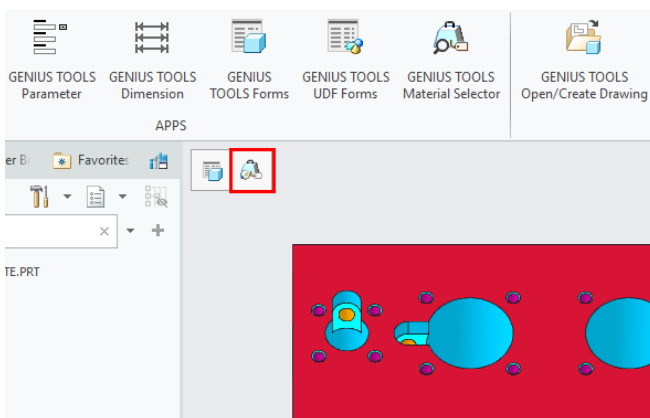 GENIUS TOOLS Parameter
GENIUS TOOLS Dimension
GENIUS TOOLS Forms
GENIUS TOOLS UDF Forms
GENIUS TOOLS Material Selector
GENIUS TOOLS Open/Create Drawing
APPS
er B
Favorites
TE.PRT